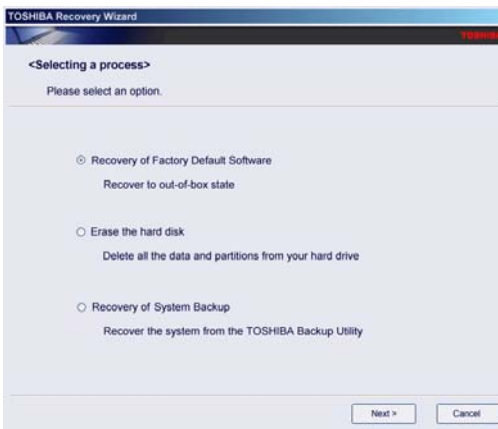 TOSHIBA Recovery Wizard
TOSHIBA
<Selecting a process>
Please select an option.
Recovery of Factory Default Software
Recover to out-of-box state
Erase the hard disk
Delete all the data and partitions from your hard drive
Recovery of System Backup
Recover the system from the TOSHIBA Backup Utility
Next >
Cancel